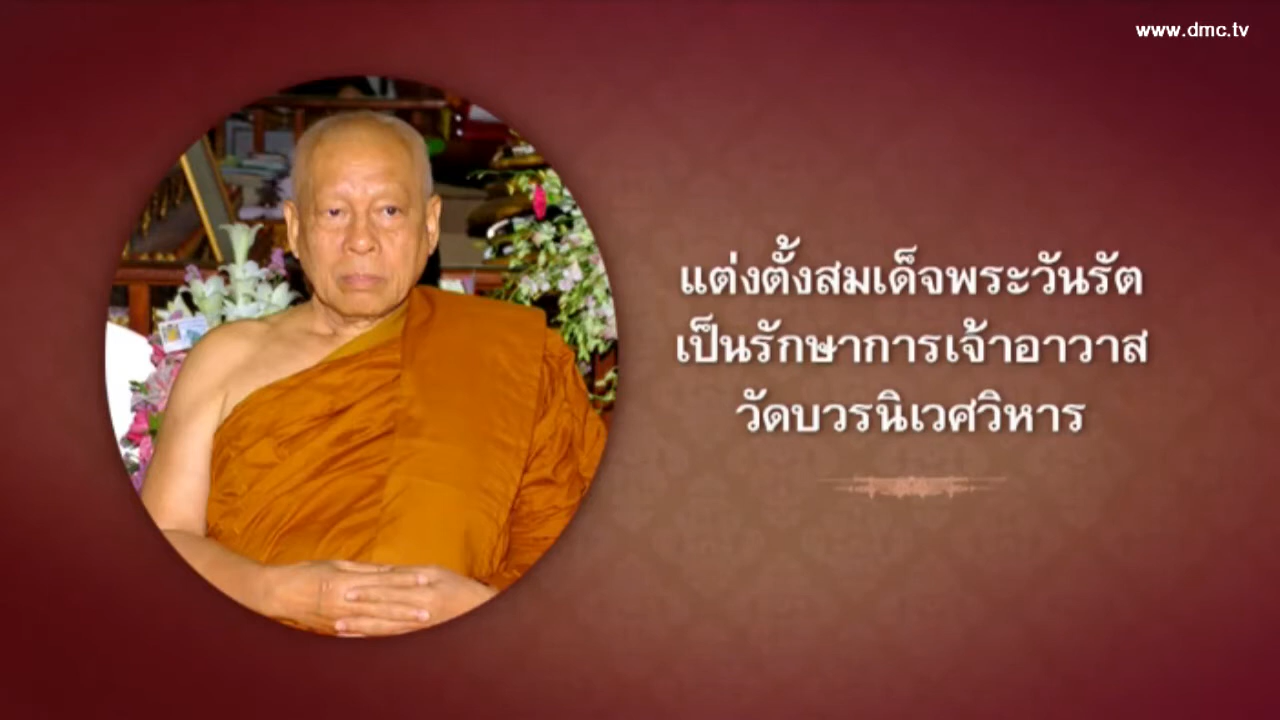 www.dmc.tv
แต่งตั้งสมเด็จพระวันรัต
เป็นรักษาการเจ้าอาวาส
วัดบวรนิเวศวิหาร